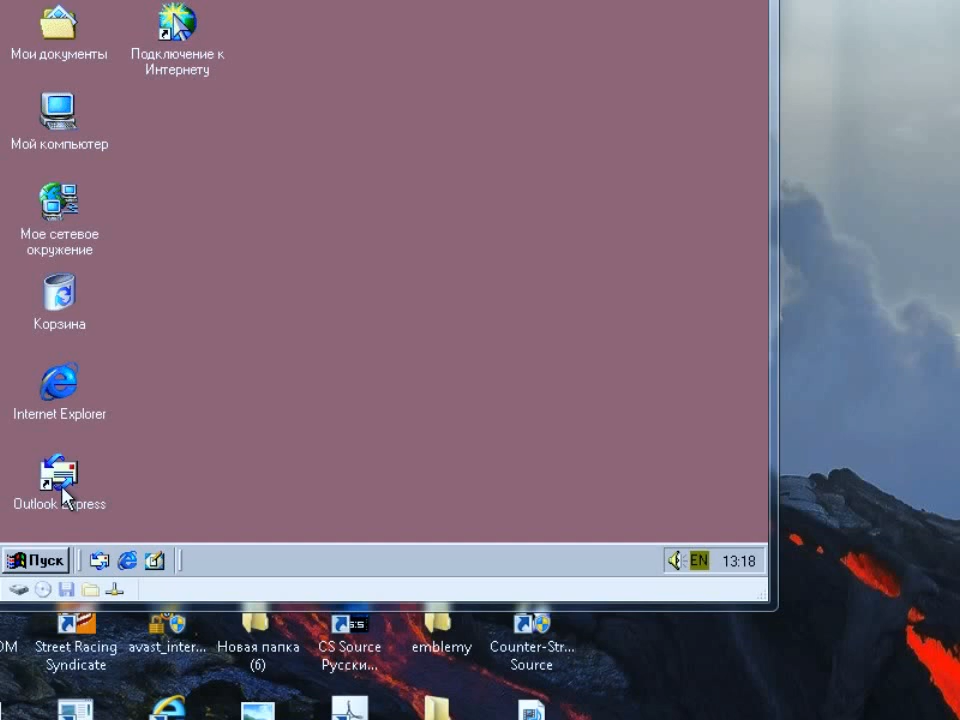 Мои документы
Подключение к
Интернету
Мой компьютер
Мое сетевое
окружение
Корзина
Internet Explorer
Outlook Express
Пуск
EN
13:18
Street Racing
Syndicate
avast_inter...
Новая папка
(6)
CS Source
Русски...
emblemy
Counter-Str...
Source